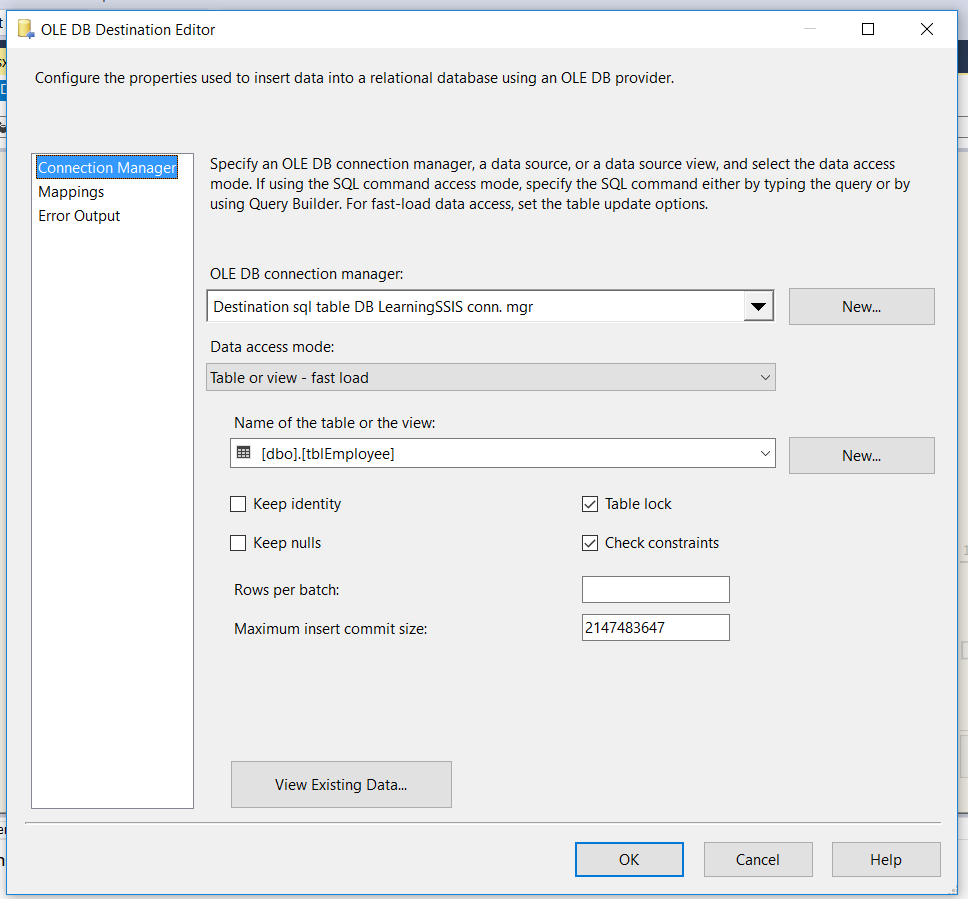 OLE DB Destination Editor
Configure the properties used to insert data into a relational database using an OLE DB provider.
Connection Manager
Mappings
Error Output
Specify an OLE DB connection manager, a data source, or a data source view, and select the data access
mode. If using the SQL command access mode, specify the SQL command either by typing the query or by
using Query Builder. For fast-load data access, set the table update options.
OLE DB connection manager:
Destination sql table DB LearningSSIS conn. mgr
New...
Data access mode:
Table or view - fast load
Name of the table or the view:
[dbo].[tblEmployee]
New...
Keep identity
Table lock
Keep nulls
Check constraints
Rows per batch:
Maximum insert commit size:
2147483647
View Existing Data...
OK
Cancel
Help